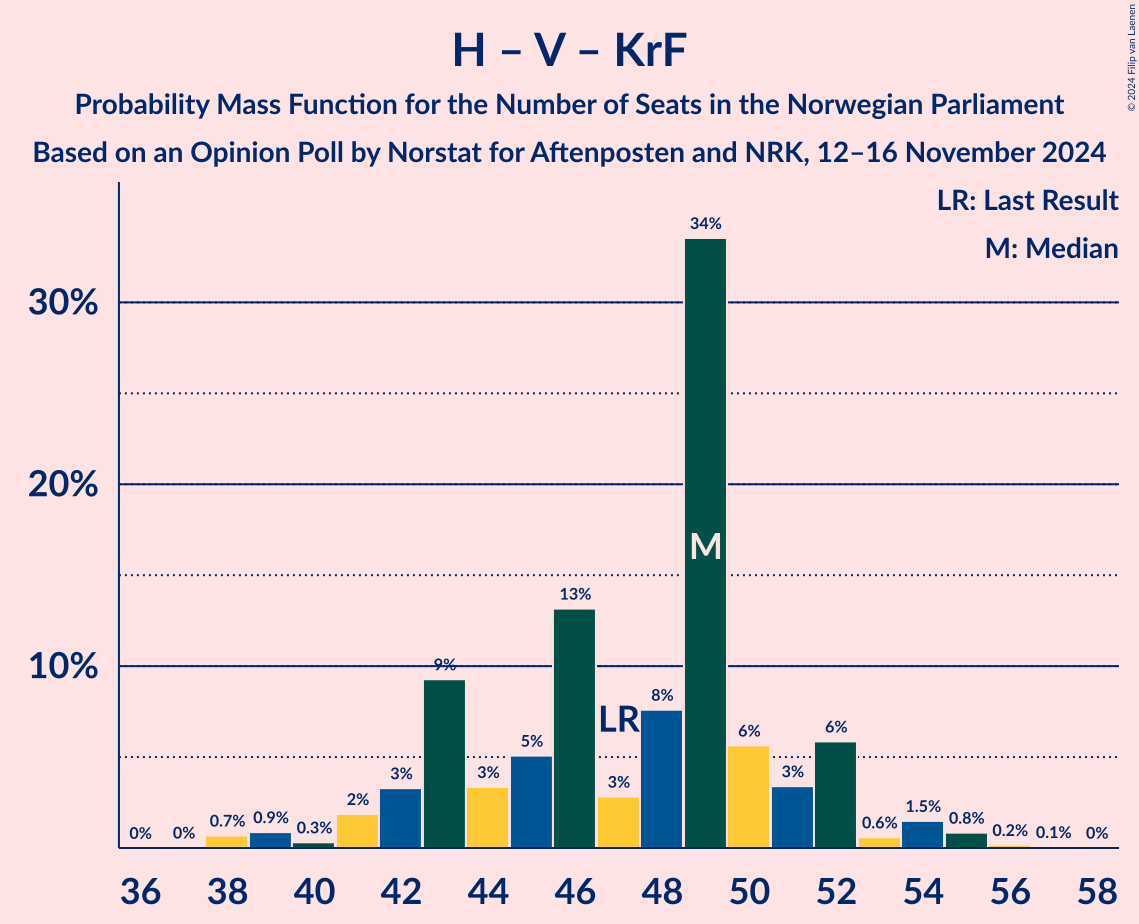 H – V – KrF
Probability Mass Function for the Number of Seats in the Norwegian Parliament
Based on an Opinion Poll by Norstat for Aftenposten and NRK, 12–16 November 2024
© 2024 Filip van Laenen
LR: Last Result
M: Median
30%
20%
10%
0%
0%
0.7%
0.9%
0.3%
2%
3%
9%
3%
5%
13%
3%
LR
8%
34%
M
6%
3%
6%
0.6%
1.5%
0.8%
0.2%
0.1%
0%
36 38 40 42 44 46 48 50 52 54 56 58